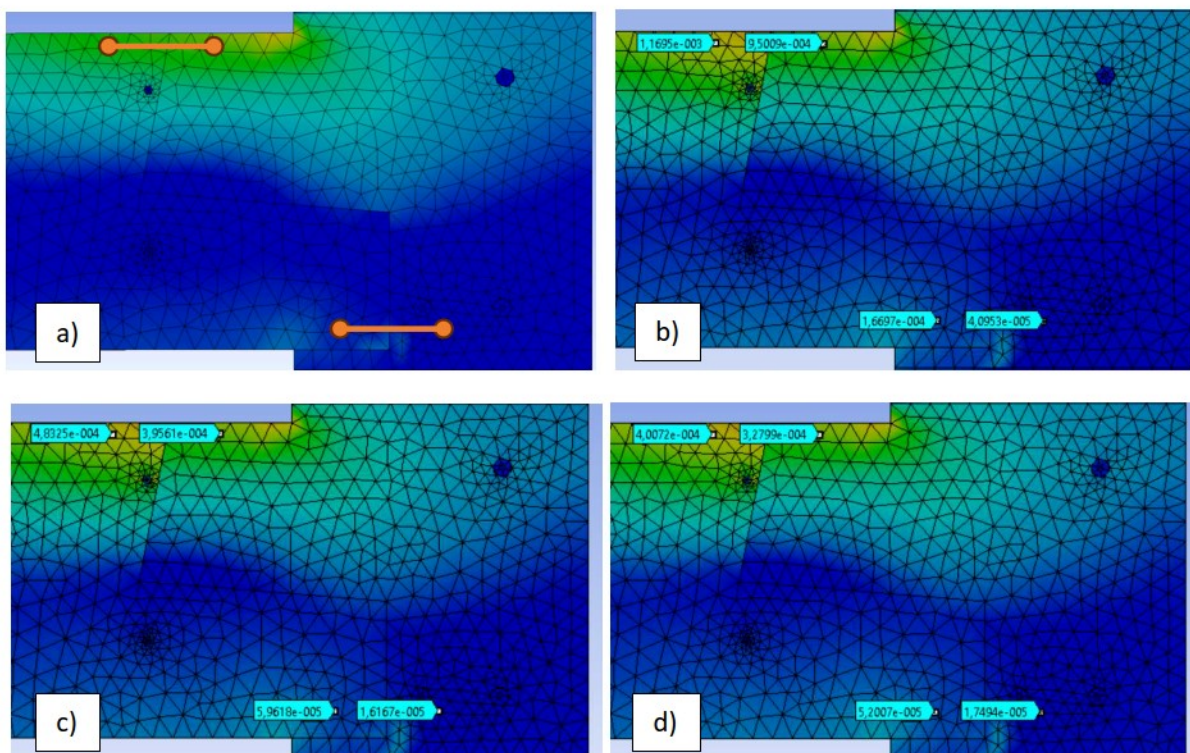 a)
1,1695e-003 9,5009e-004
1,6697e-004 4,0953e-005
b)
4,8325e-004 3,9561e-004
5,9618e-005 1,6167e-005
c)
4,0072e-004 3,2799e-004
5,2007e-005 1,7494e-005
d)